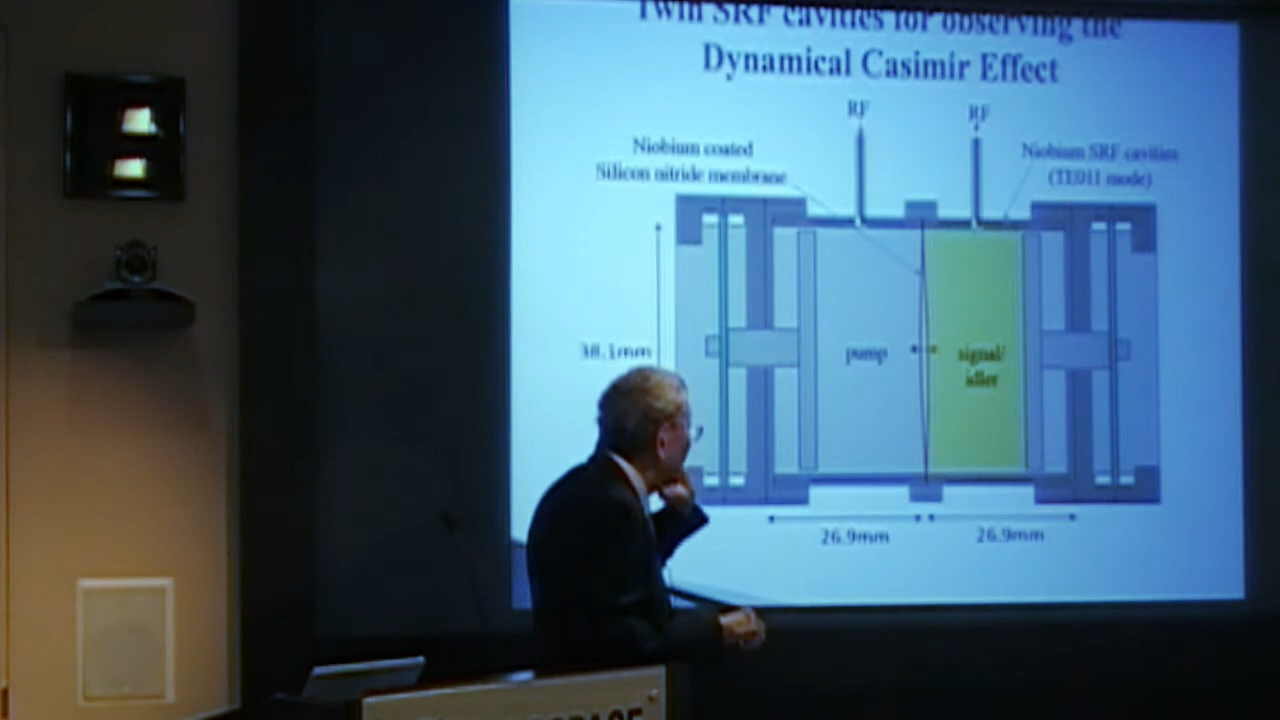 Twin SRF cavities for observing the
Dynamical Casimir Effect
RF
RF
Niobium coated
Silicon nitride membrane
Niobium SRF cavities
(TE011 mode)
38.1mm
pump
signal/
idler
26.9mm
26.9mm